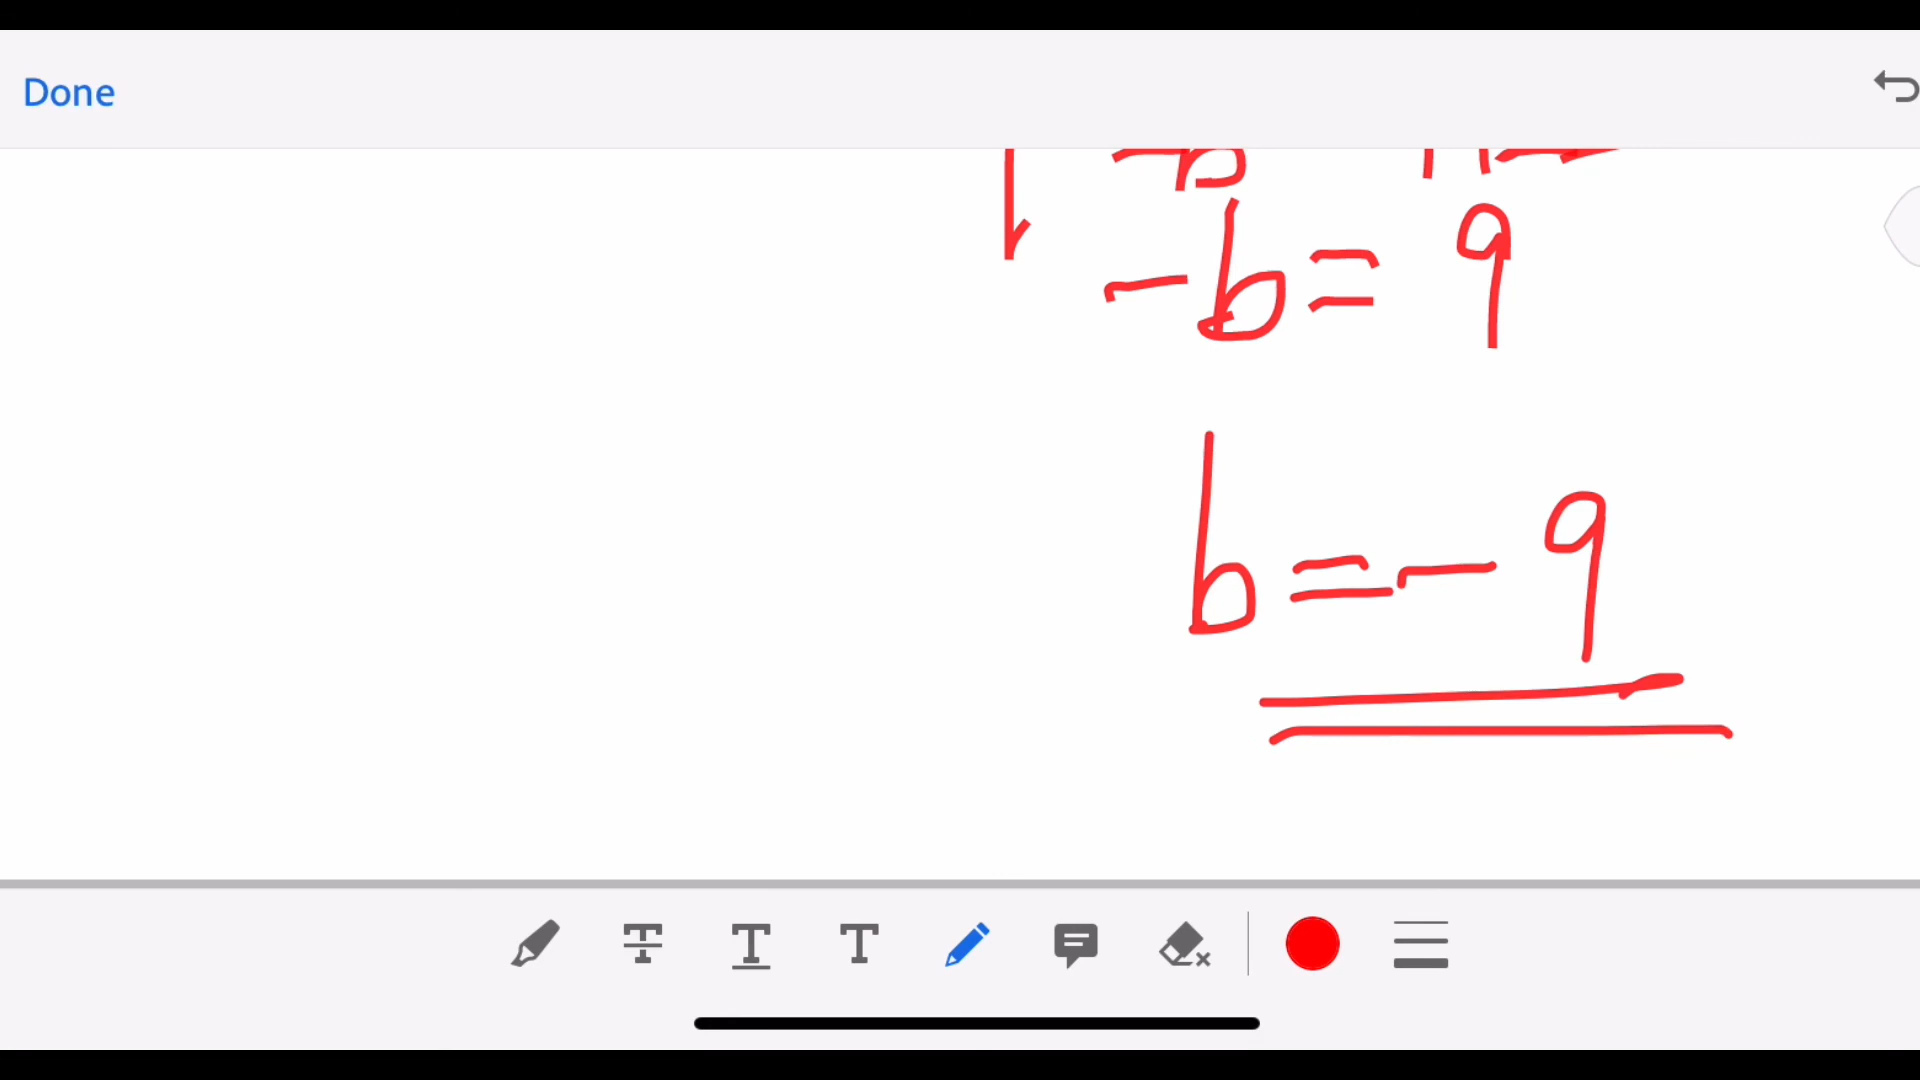 Done
-b = 9
b = - 9